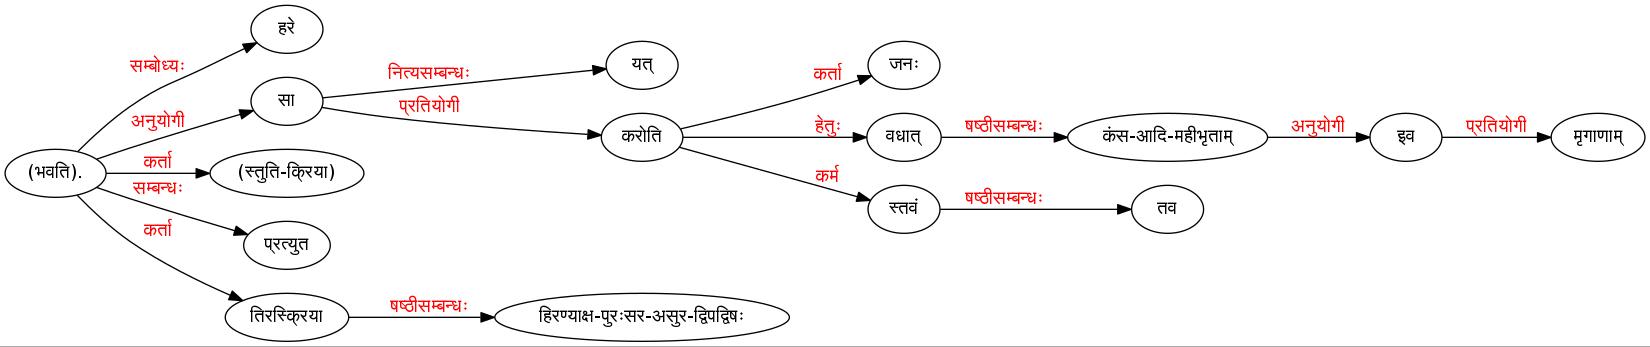 हरे
सम्बोध्यः
यत्
जनः
नित्यसम्बन्धः
कर्ता
सा
प्रतियोगी
अनुयोगी
करोति
हेतुः
वधात्
षष्ठीसम्बन्धः
कंस-आदि-महीभृताम्
अनुयोगी
इव
प्रतियोगी
मृगाणाम्
(भवति).
कर्ता
(स्तुति-क्रिया)
कर्म
सम्बन्धः
स्तवं
षष्ठीसम्बन्धः
तव
कर्ता
प्रत्युत
तिरस्क्रिया
षष्ठीसम्बन्धः
हिरण्याक्ष-पुरःसर-असुर-द्विपद्विषः